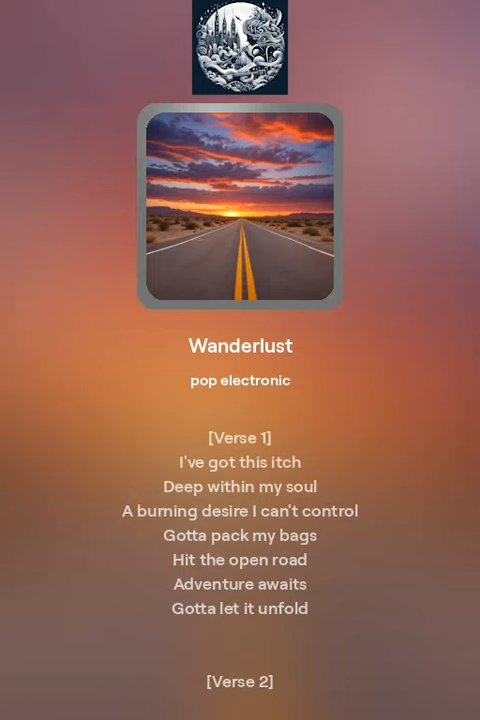 Wanderlust
pop electronic
[Verse 1]
I've got this itch
Deep within my soul
A burning desire I can't control
Gotta pack my bags
Hit the open road
Adventure awaits
Gotta let it unfold
[Verse 2]